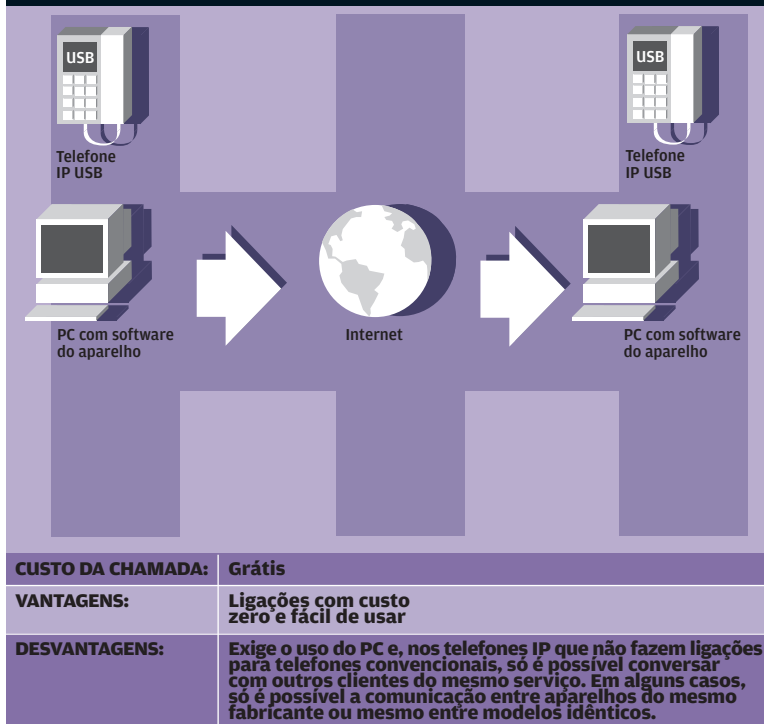 USB
USB
Telefone
IP USB
Telefone
IP USB
PC com software
do aparelho
Internet
PC com software
do aparelho
CUSTO DA CHAMADA: Grátis
VANTAGENS: Ligações com custo
zero e fácil de usar
DESVANTAGENS: Exige o uso do PC e, nos telefones IP que não fazem ligações
para telefones convencionais, só é possível conversar
com outros clientes do mesmo serviço. Em alguns casos,
só é possível a comunicação entre aparelhos do mesmo
fabricante ou mesmo entre modelos idênticos.